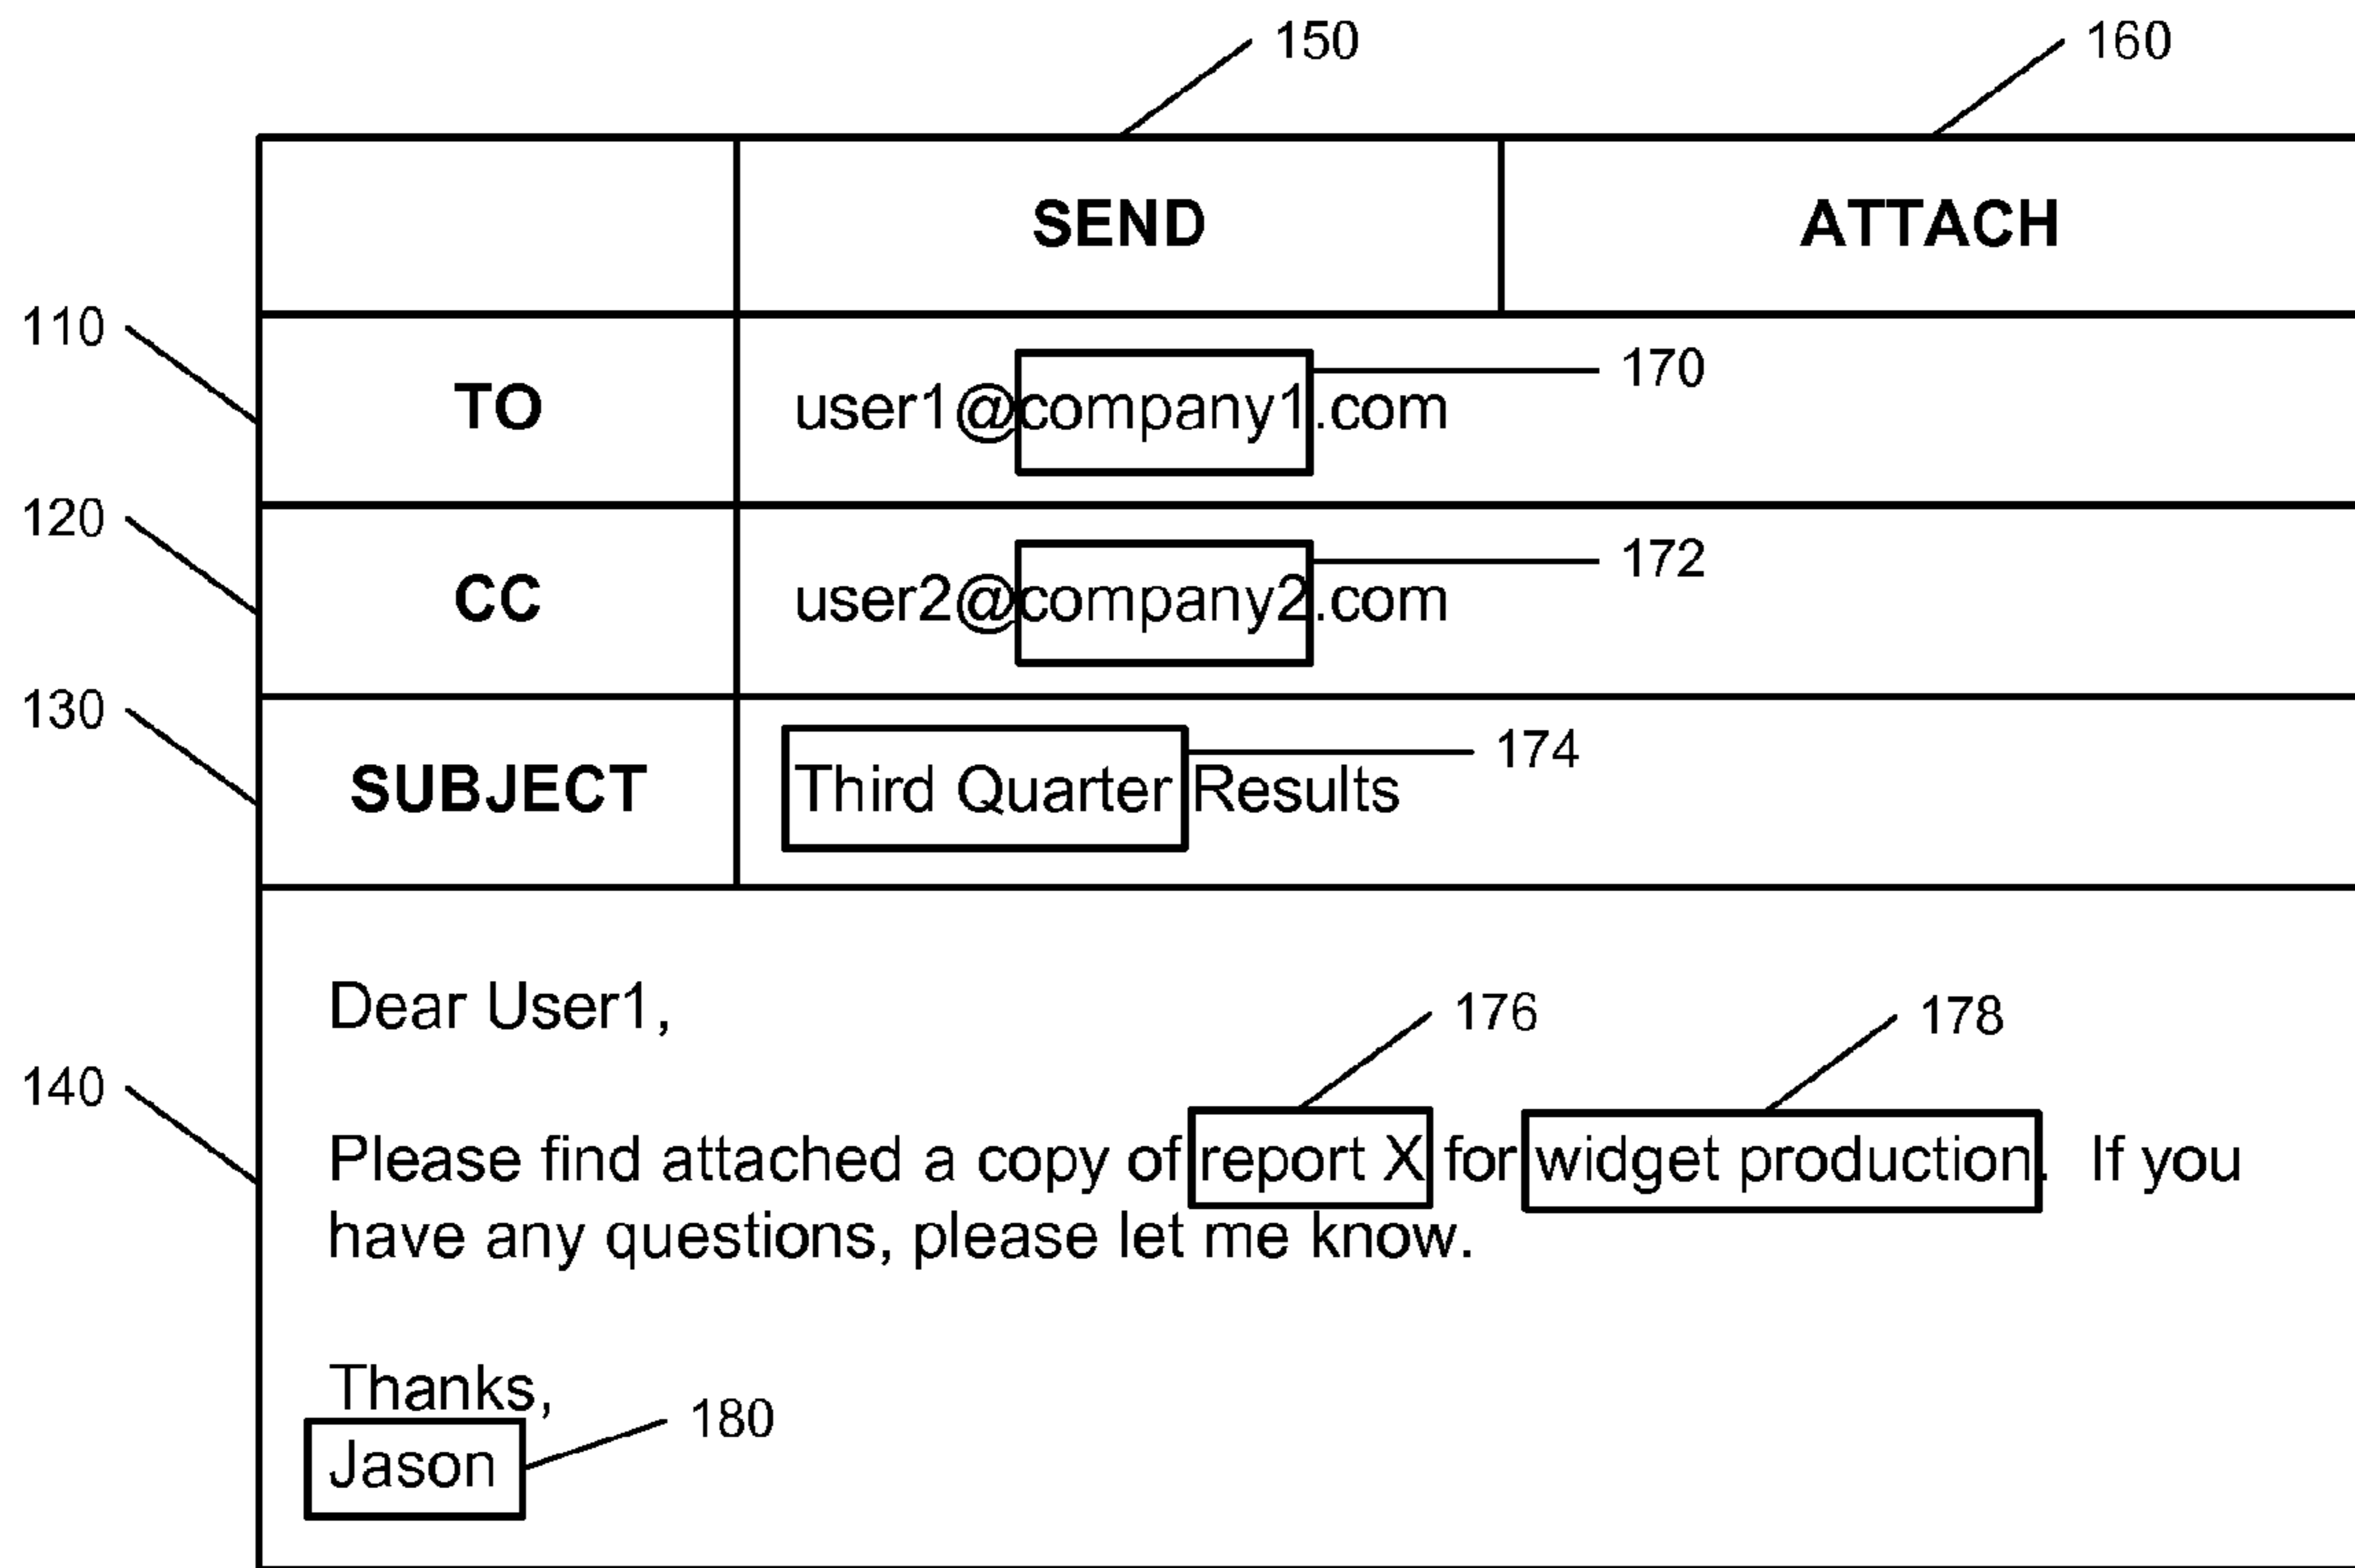 150 160
SEND ATTACH
110
TO user1@company1.com 170
120
CC user2@company2.com 172
130
SUBJECT Third Quarter Results 174
Dear User1,
176 178
140
Please find attached a copy of report X for widget production. If you
have any questions, please let me know.
Thanks,
180
Jason